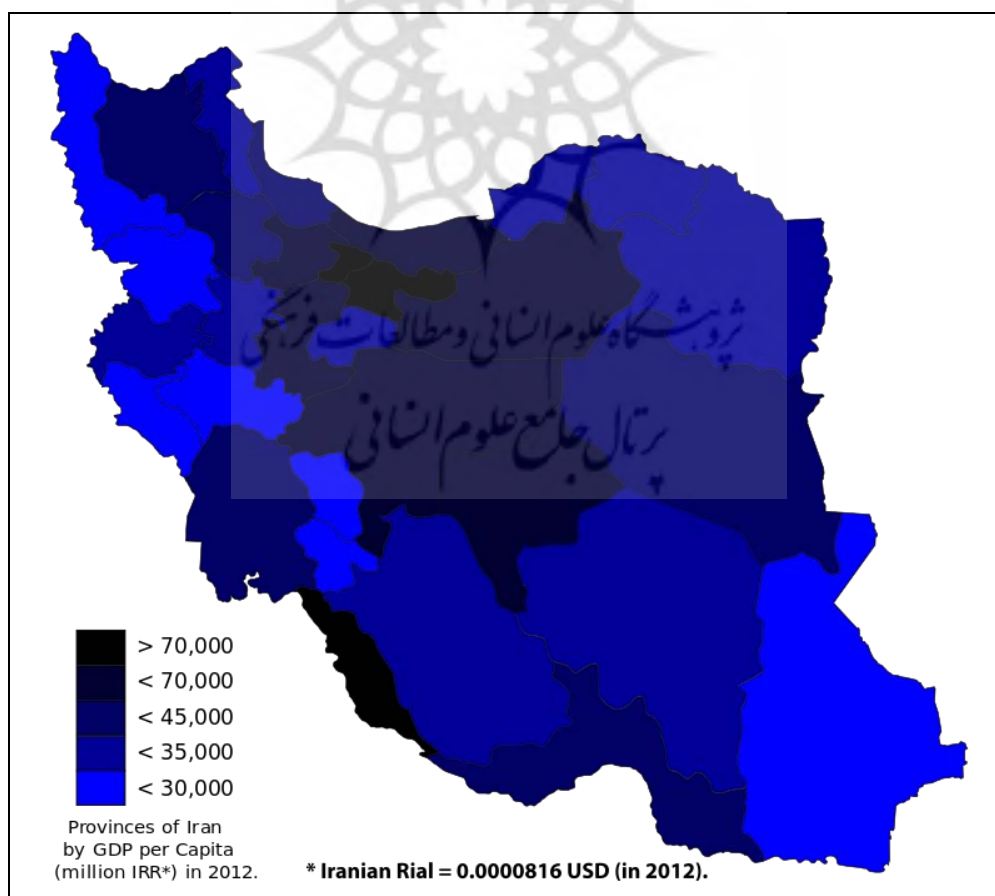 پژوهشگاه علوم انسانی و مطالعات فرهنگی
پرتال جامع علوم انسانی
> 70,000
< 70,000
< 45,000
< 35,000
< 30,000
Provinces of Iran
by GDP per Capita
(million IRR*) in 2012.
* Iranian Rial = 0.0000816 USD (in 2012).